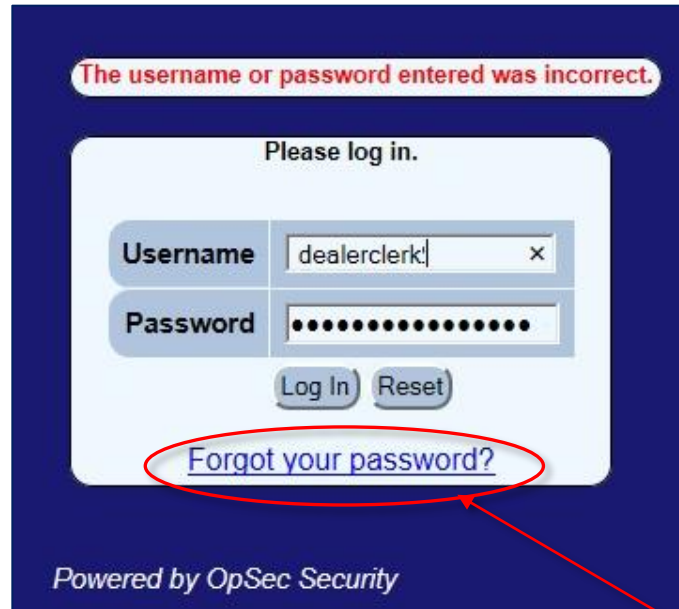 The username or password entered was incorrect.
Please log in.
Username dealerclerk! ×
Password ●●●●●●●●●●●●●●●●
Log In Reset
Forgot your password?
Powered by OpSec Security